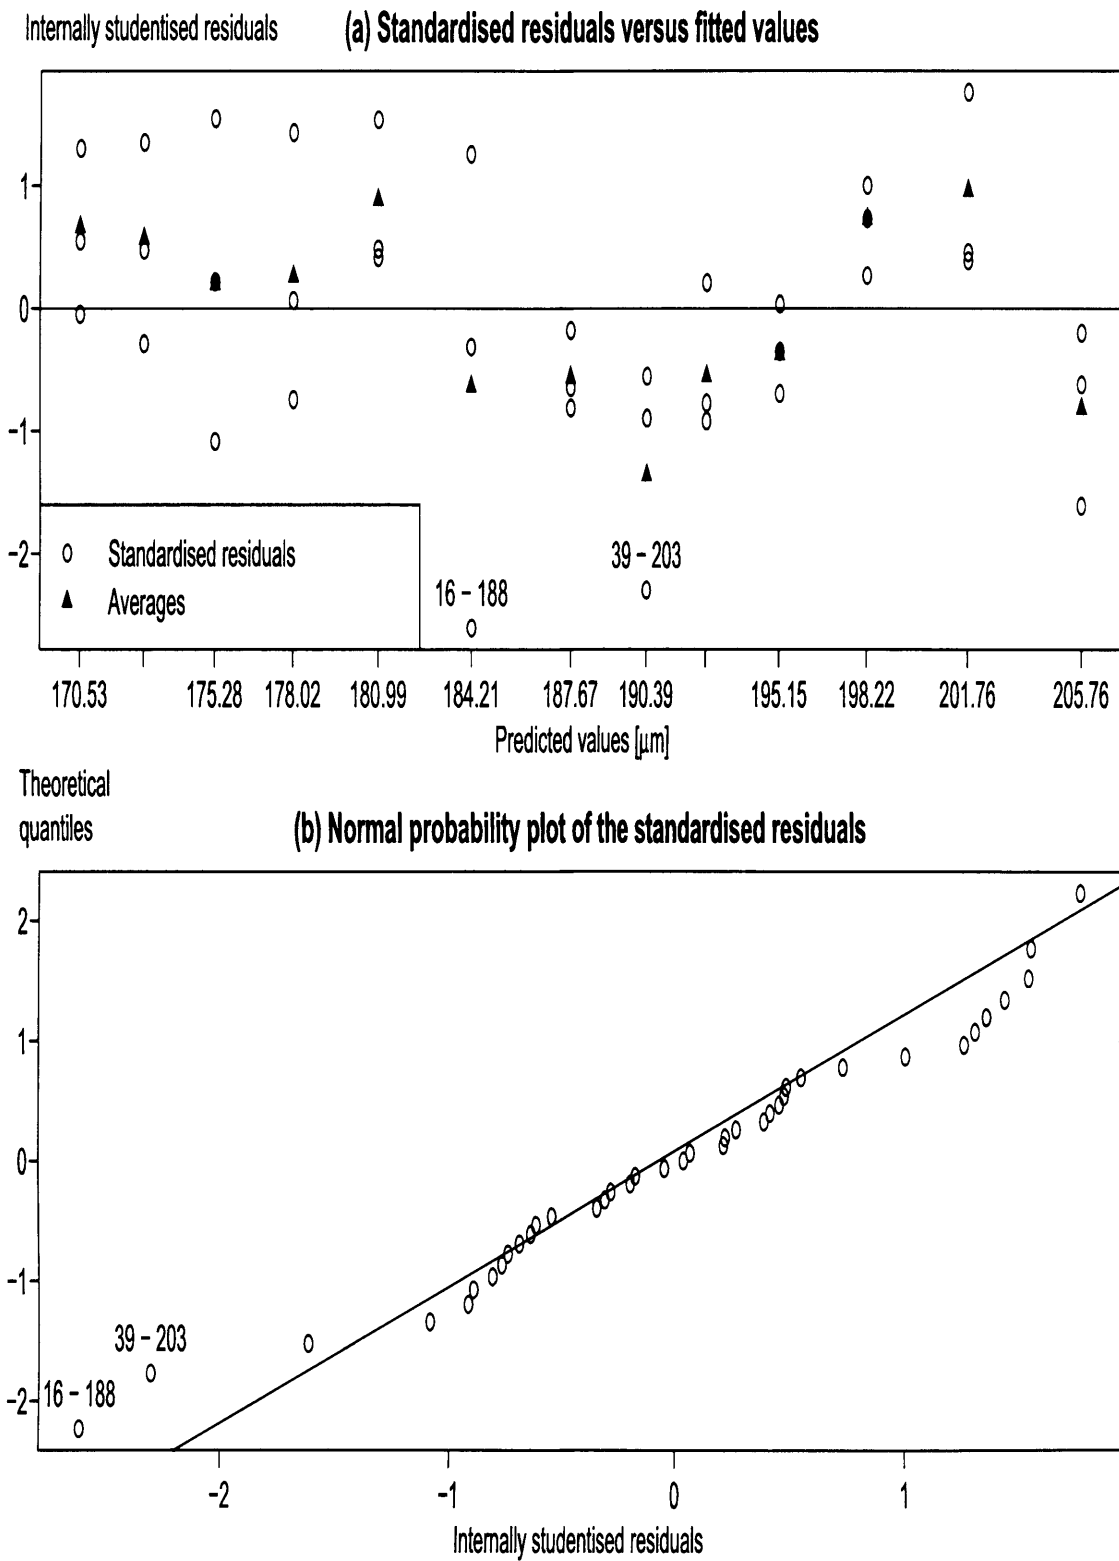 Internally studentised residuals
(a) Standardised residuals versus fitted values
1
0
−1
−2
39 − 203
16 − 188
Standardised residuals
Averages
170.53 175.28 178.02 180.99 184.21 187.67 190.39 195.15 198.22 201.76 205.76
Predicted values [μm]
Theoretical
quantiles
(b) Normal probability plot of the standardised residuals
2
1
0
−1
39 − 203
−2
16 − 188
−2 −1 0 1
Internally studentised residuals